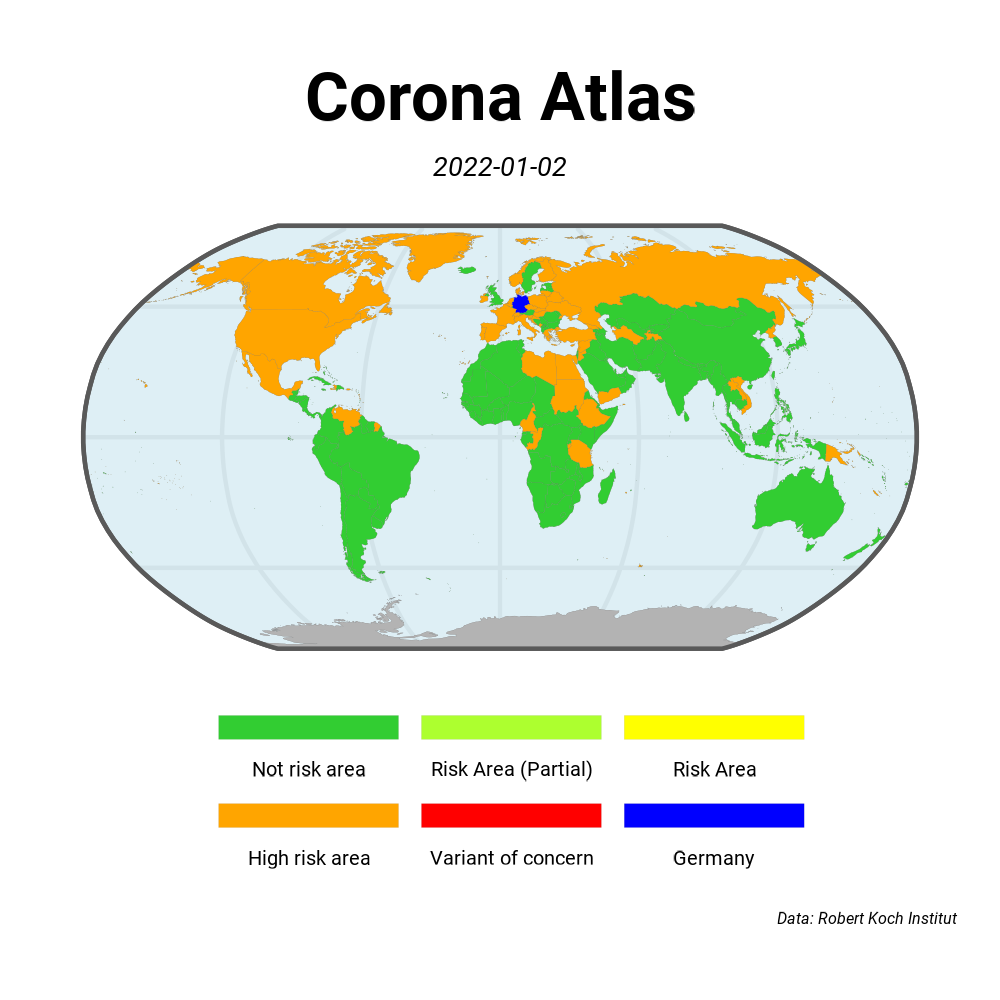 Corona Atlas
2022-01-02
Not risk area
Risk Area (Partial)
Risk Area
High risk area
Variant of concern
Germany
Data: Robert Koch Institut